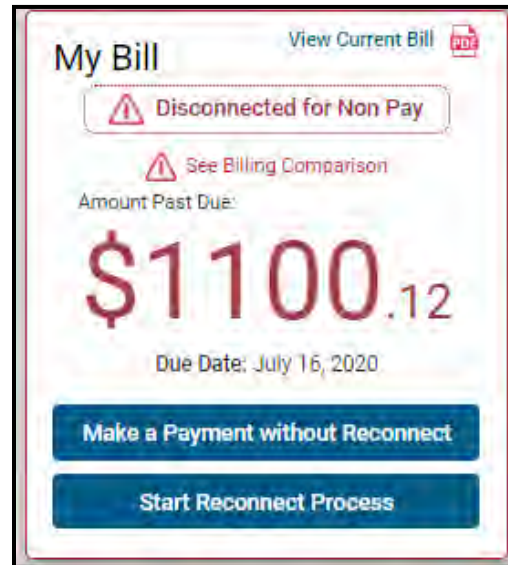 My Bill
View Current Bill
PDF
Disconnected for Non Pay
See Billing Comparison
Amount Past Due:
$1100.12
Due Date: July 16, 2020
Make a Payment without Reconnect
Start Reconnect Process